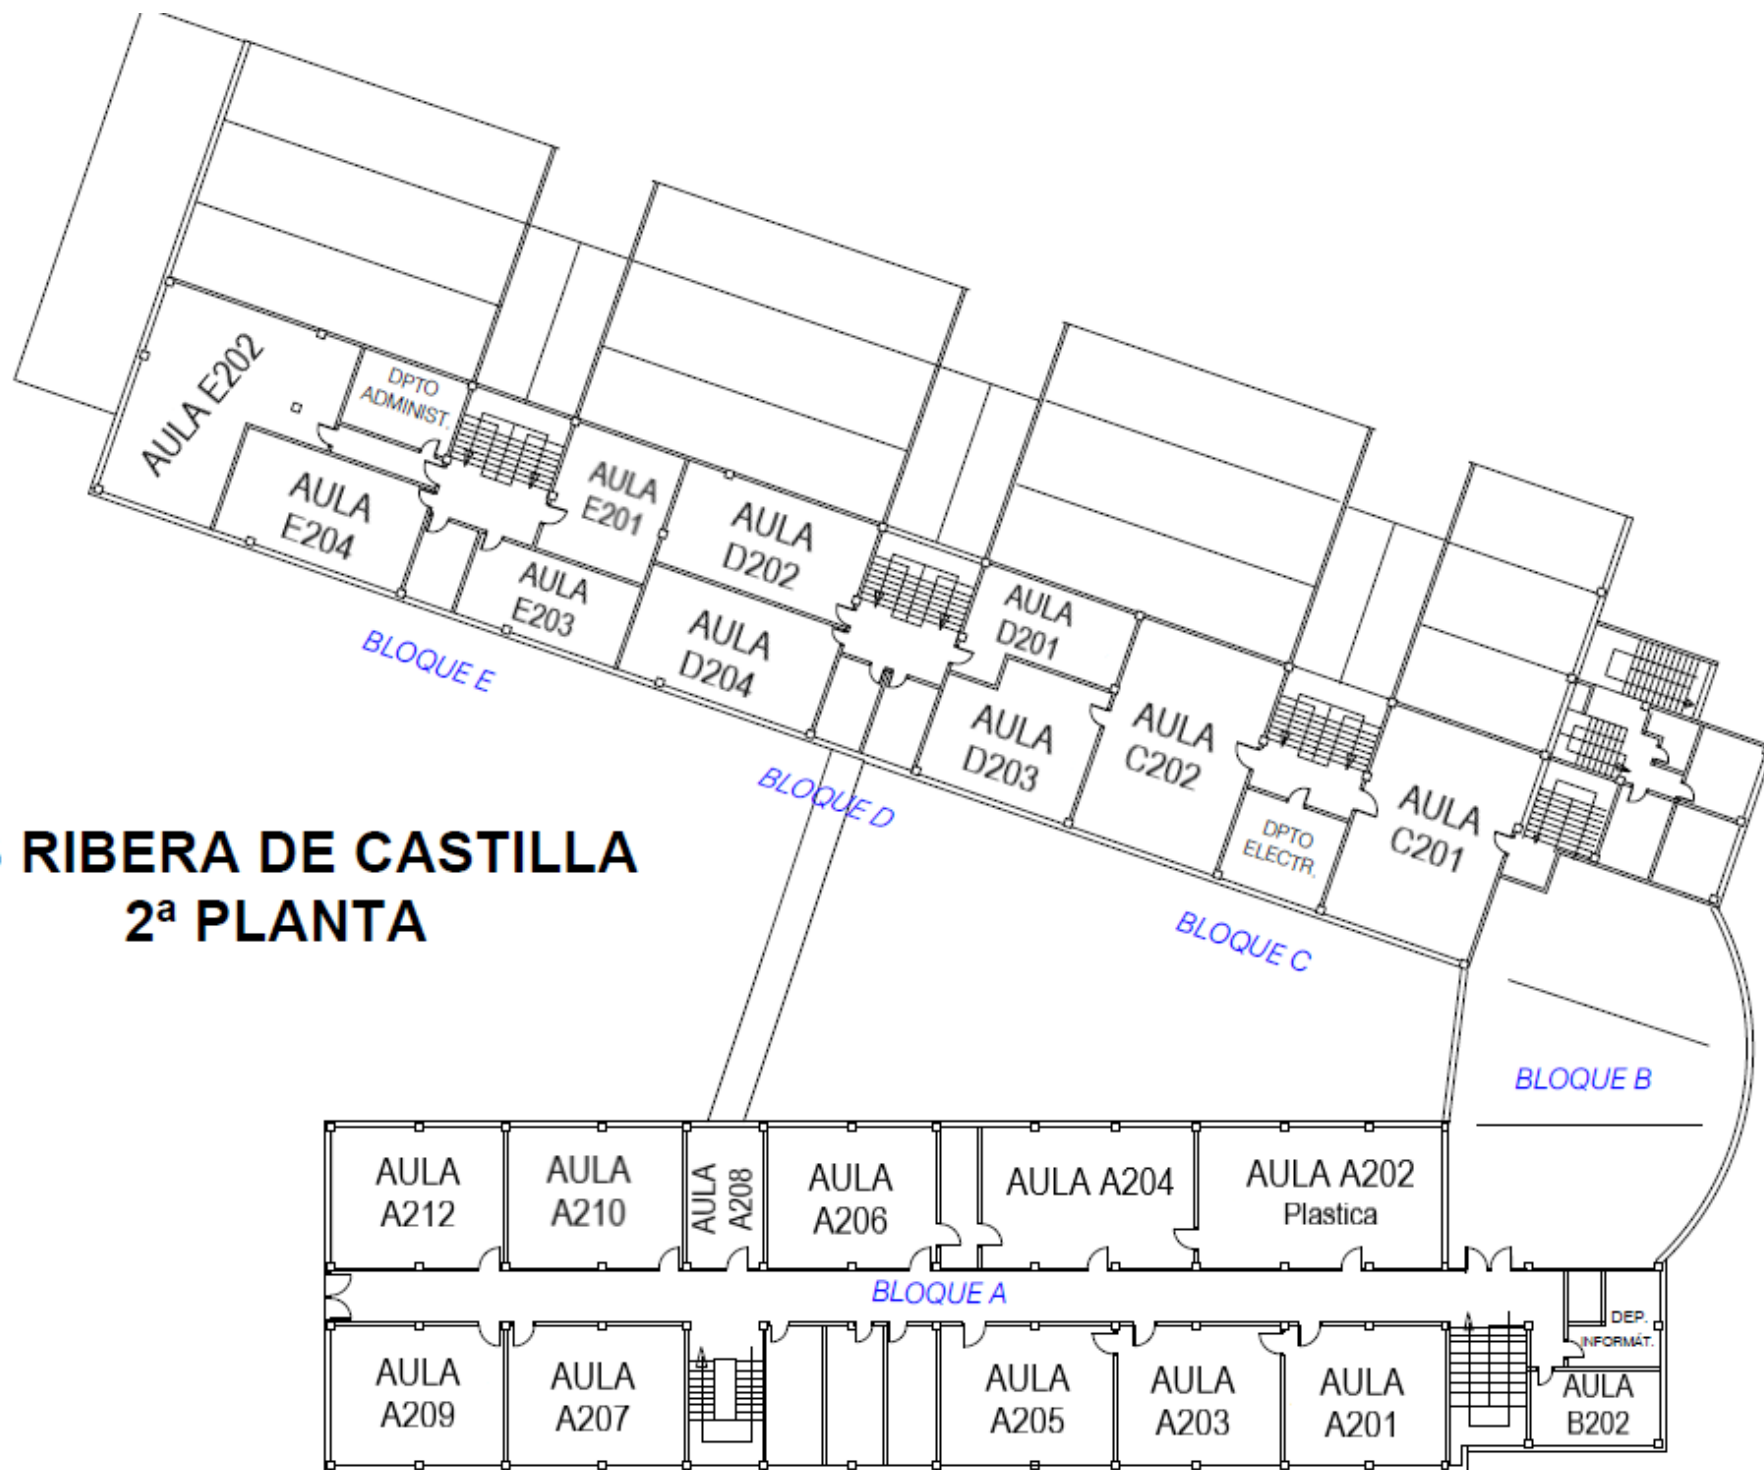 AULA E202
DPTO
ADMINIST.
AULA
E204
AULA
E201
AULA
E203
BLOQUE E
AULA
D202
AULA
D204
AULA
D201
AULA
D203
BLOQUE D
AULA
C202
DPTO
ELECTR.
AULA
C201
BLOQUE C
RIBERA DE CASTILLA
2ª PLANTA
BLOQUE B
AULA
A212
AULA
A210
AULA
A208
AULA
A206
AULA A204
AULA A202
Plastica
BLOQUE A
AULA
A209
AULA
A207
AULA
A205
AULA
A203
AULA
A201
DEP.
INFORMÁT.
AULA
B202